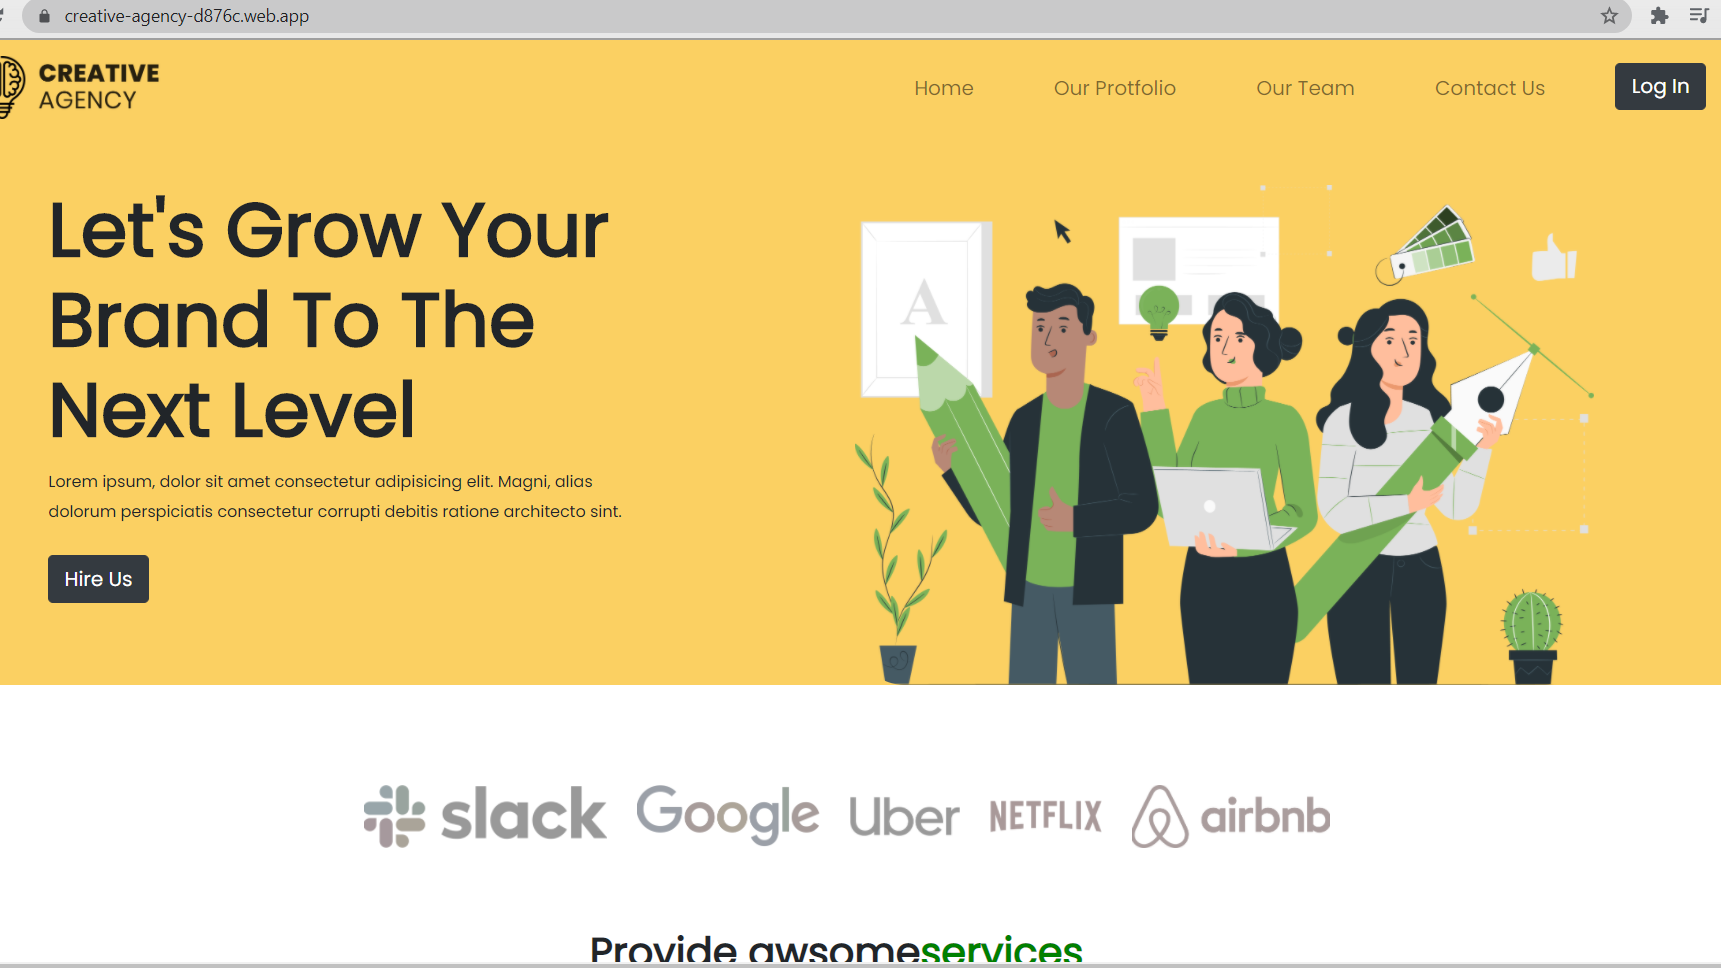 creative-agency-d876c.web.app
CREATIVE
AGENCY
Home
Our Protfolio
Our Team
Contact Us
Log In
Let's Grow Your
Brand To The
Next Level
Lorem ipsum, dolor sit amet consectetur adipisicing elit. Magni, alias
dolorum perspiciatis consectetur corrupti debitis ratione architecto sint.
Hire Us
A
slack
Google
Uber
NETFLIX
airbnb
Provide awsomeservices